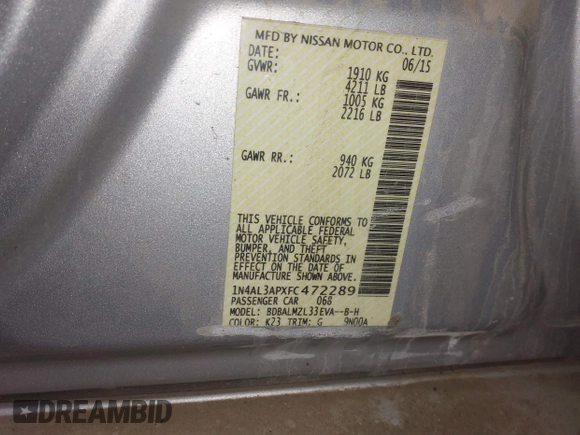 MFD BY NISSAN MOTOR CO., LTD.
DATE: 06/15
GVWR: 1910 KG
4211 LB
GAWR FR.: 1005 KG
2216 LB
GAWR RR.: 940 KG
2072 LB
THIS VEHICLE CONFORMS TO
ALL APPLICABLE FEDERAL
MOTOR VEHICLE SAFETY,
BUMPER, AND THEFT
PREVENTION STANDARDS IN
EFFECT ON THE DATE OF
MANUFACTURE SHOWN ABOVE.
1N4AL3APXFC472289
PASSENGER CAR 068
MODEL: BDBALMZL33EVA--B-H
COLOR: K23 TRIM: G 9N00A
DREAMBID